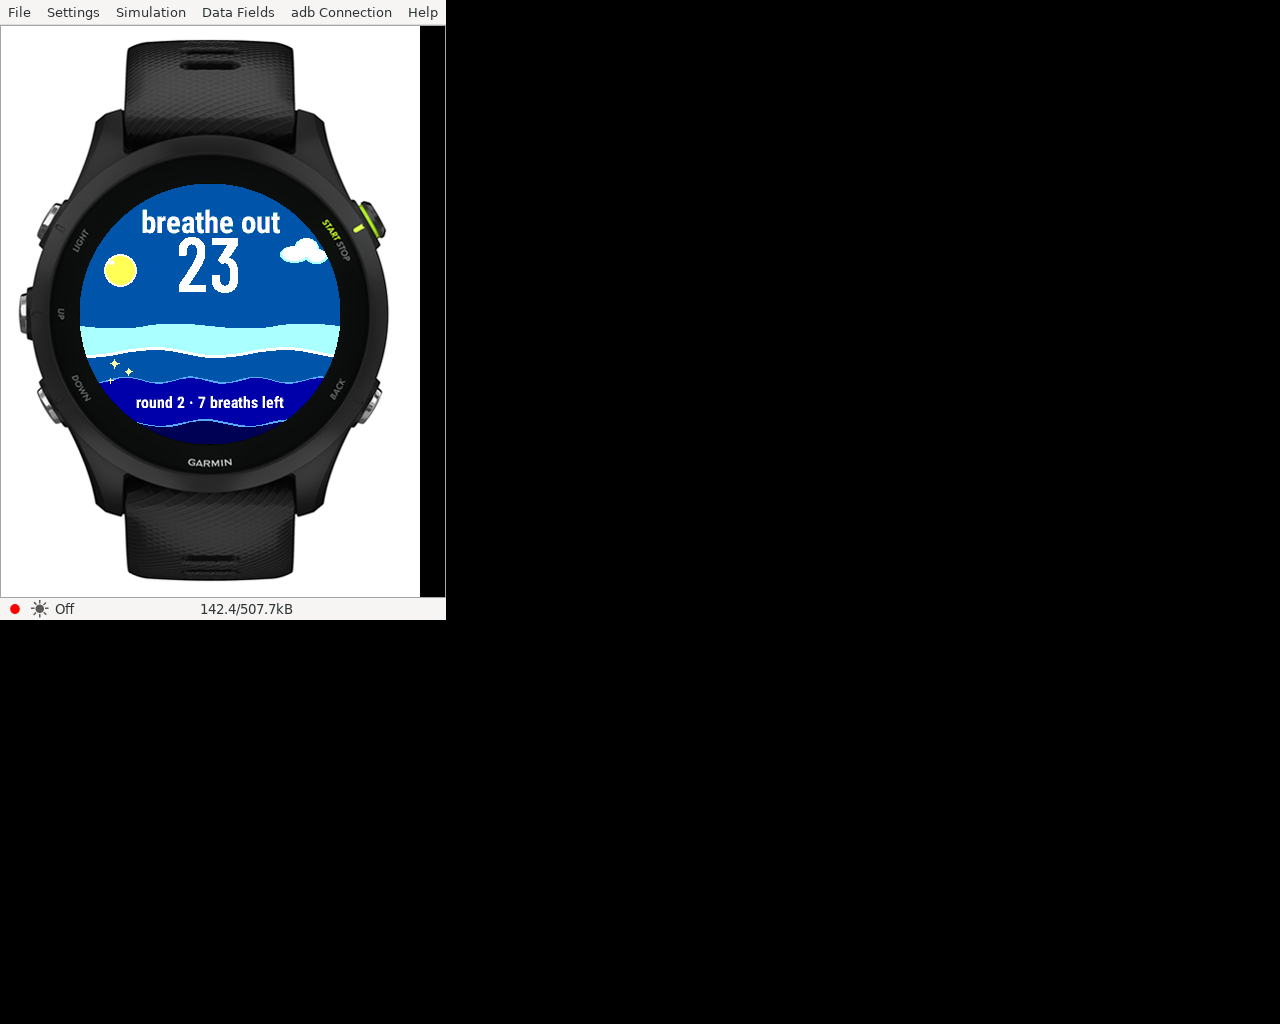 File Settings Simulation Data Fields adb Connection Help
breathe out
23
START STOP
LIGHT
UP
DOWN
BACK
round 2 · 7 breaths left
GARMIN
Off 142.4/507.7kB